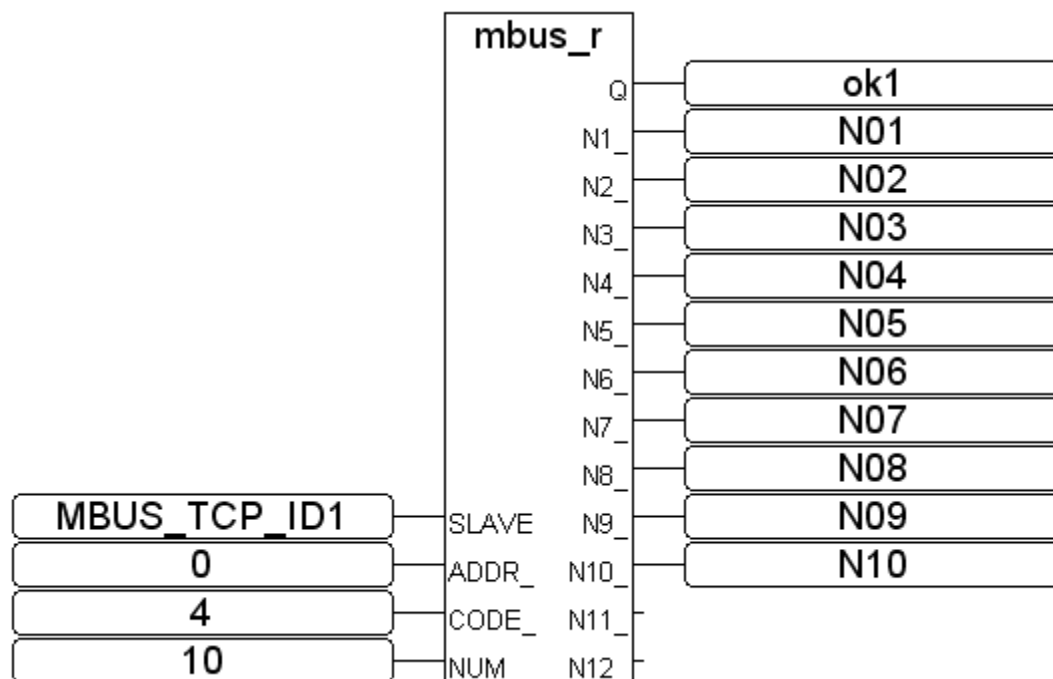 mbus_r
Q ok1
N1_ N01
N2_ N02
N3_ N03
N4_ N04
N5_ N05
N6_ N06
N7_ N07
N8_ N08
MBUS_TCP_ID1 SLAVE N9_ N09
0 ADDR_ N10_ N10
4 CODE_ N11_
10 NUM N12